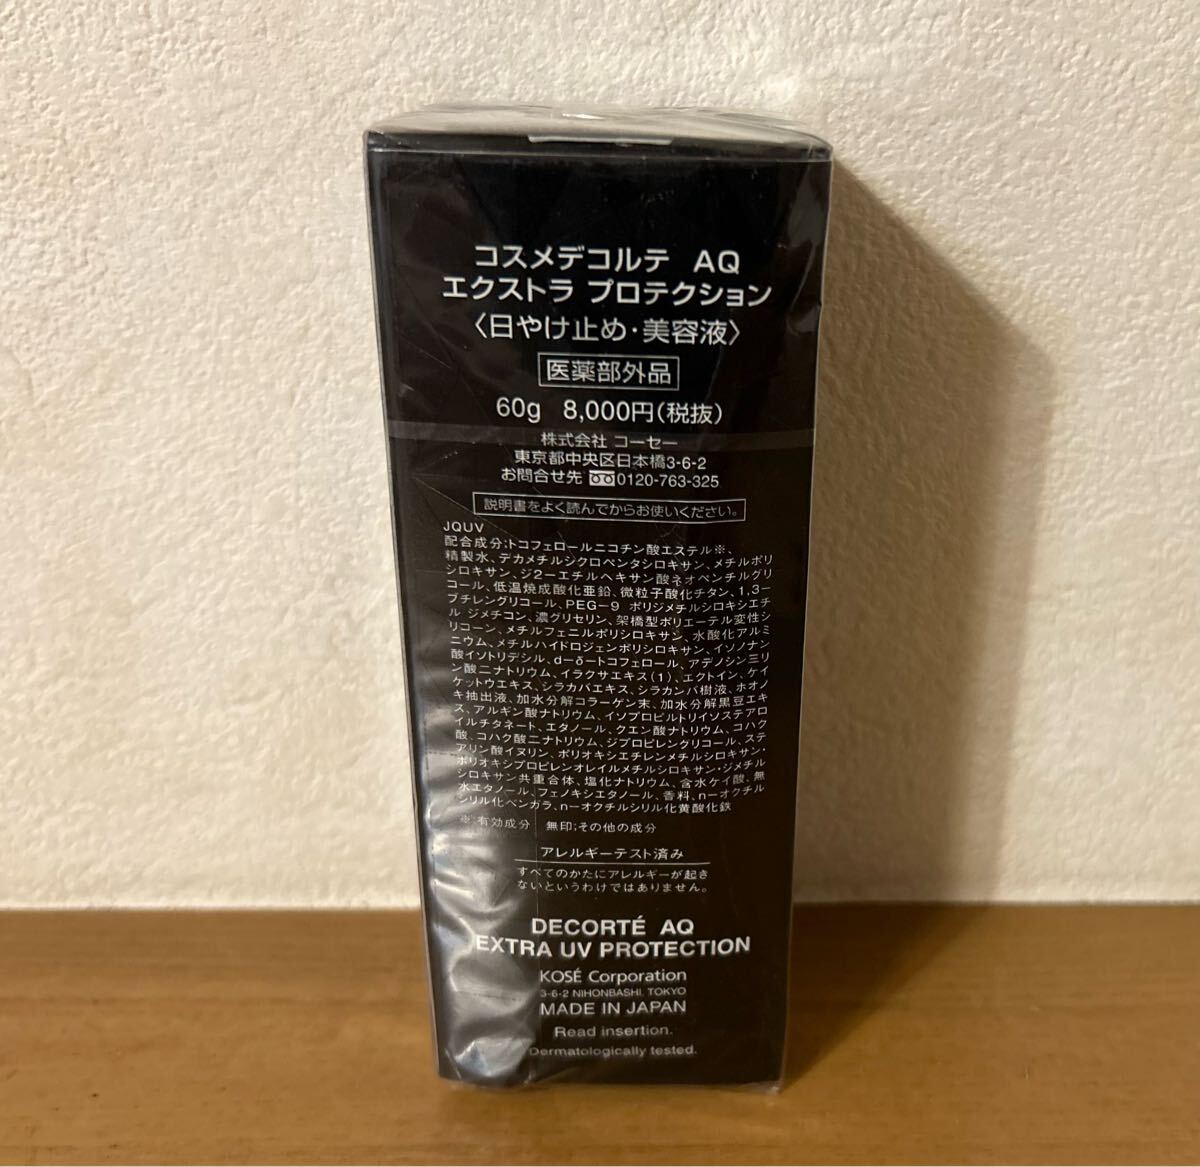 コスメデコルテ AQ
エクストラ プロテクション
〈日やけ止め・美容液〉
医薬部外品
60g 8,000円(税抜)
株式会社 コーセー
東京都中央区日本橋3-6-2
お問合せ先 0120-763-325
説明書をよく読んでからお使いください。
JQUV
配合成分;トコフェロールニコチン酸エステル※、
精製水、デカメチルシクロペンタシロキサン、メチルポリ
シロキサン、ジ2−エチルヘキサン酸ネオペンチルグリ
コール、低温焼成酸化亜鉛、微粒子酸化チタン、1,3−
ブチレングリコール、PEG−9 ポリジメチルシロキシエチ
ル ジメチコン、濃グリセリン、架橋型ポリエーテル変性シ
リコーン、メチルフェニルポリシロキサン、水酸化アルミ
ニウム、メチルハイドロジェンポリシロキサン、イソノナン
酸イソトリデシル、d−δ−トコフェロール、アデノシン三リ
ン酸二ナトリウム、イラクサエキス(1)、エクトイン、ケイ
ケットウエキス、シラカバエキス、シラカンバ樹液、ホオノ
キ抽出液、加水分解コラーゲン末、加水分解黒豆エキ
ス、アルギン酸ナトリウム、イソプロピルトリイソステアロ
イルチタネート、エタノール、クエン酸ナトリウム、コハク
酸、コハク酸二ナトリウム、ジプロピレングリコール、ステ
アリン酸イヌリン、ポリオキシエチレンメチルシロキサン・
ポリオキシプロピレンオレイルメチルシロキサン・ジメチル
シロキサン共重合体、塩化ナトリウム、含水ケイ酸、無
水エタノール、フェノキシエタノール、香料、n−オクチル
シリル化ベンガラ、n−オクチルシリル化黄酸化鉄
※;有効成分 無印;その他の成分
アレルギーテスト済み
すべてのかたにアレルギーが起き
ないというわけではありません。
DECORTÉ AQ
EXTRA UV PROTECTION
KOSÉ Corporation
3-6-2 NIHONBASHI, TOKYO
MADE IN JAPAN
Read insertion.
Dermatologically tested.